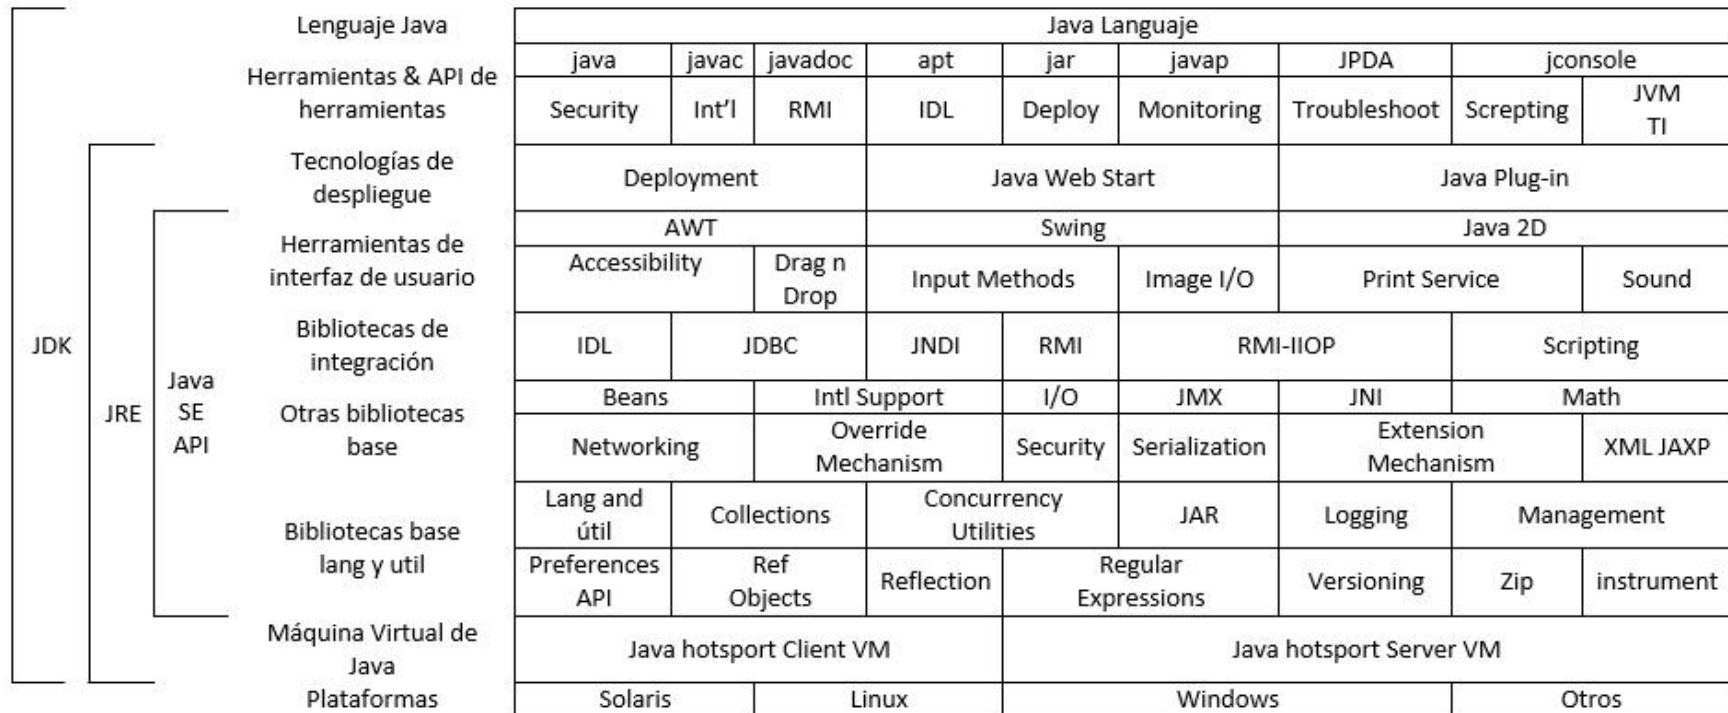 Lenguaje Java
Java Languaje
Herramientas & API de
herramientas
java javac javadoc apt jar javap JPDA jconsole
Security Int'l RMI IDL Deploy Monitoring Troubleshoot Screpting JVM
TI
Tecnologías de
despliegue
Deployment Java Web Start Java Plug-in
Herramientas de
interfaz de usuario
AWT Swing Java 2D
Accessibility Drag n
Drop
Input Methods Image I/O Print Service Sound
Bibliotecas de
integración
IDL JDBC JNDI RMI RMI-IIOP Scripting
JDK
JRE
Java
SE
API
Otras bibliotecas
base
Beans Intl Support I/O JMX JNI Math
Networking Override
Mechanism
Security Serialization Extension
Mechanism
XML JAXP
Bibliotecas base
lang y util
Lang and
útil
Collections Concurrency
Utilities
JAR Logging Management
Preferences
API
Ref
Objects
Reflection Regular
Expressions
Versioning Zip instrument
Máquina Virtual de
Java
Java hotsport Client VM Java hotsport Server VM
Plataformas Solaris Linux Windows Otros